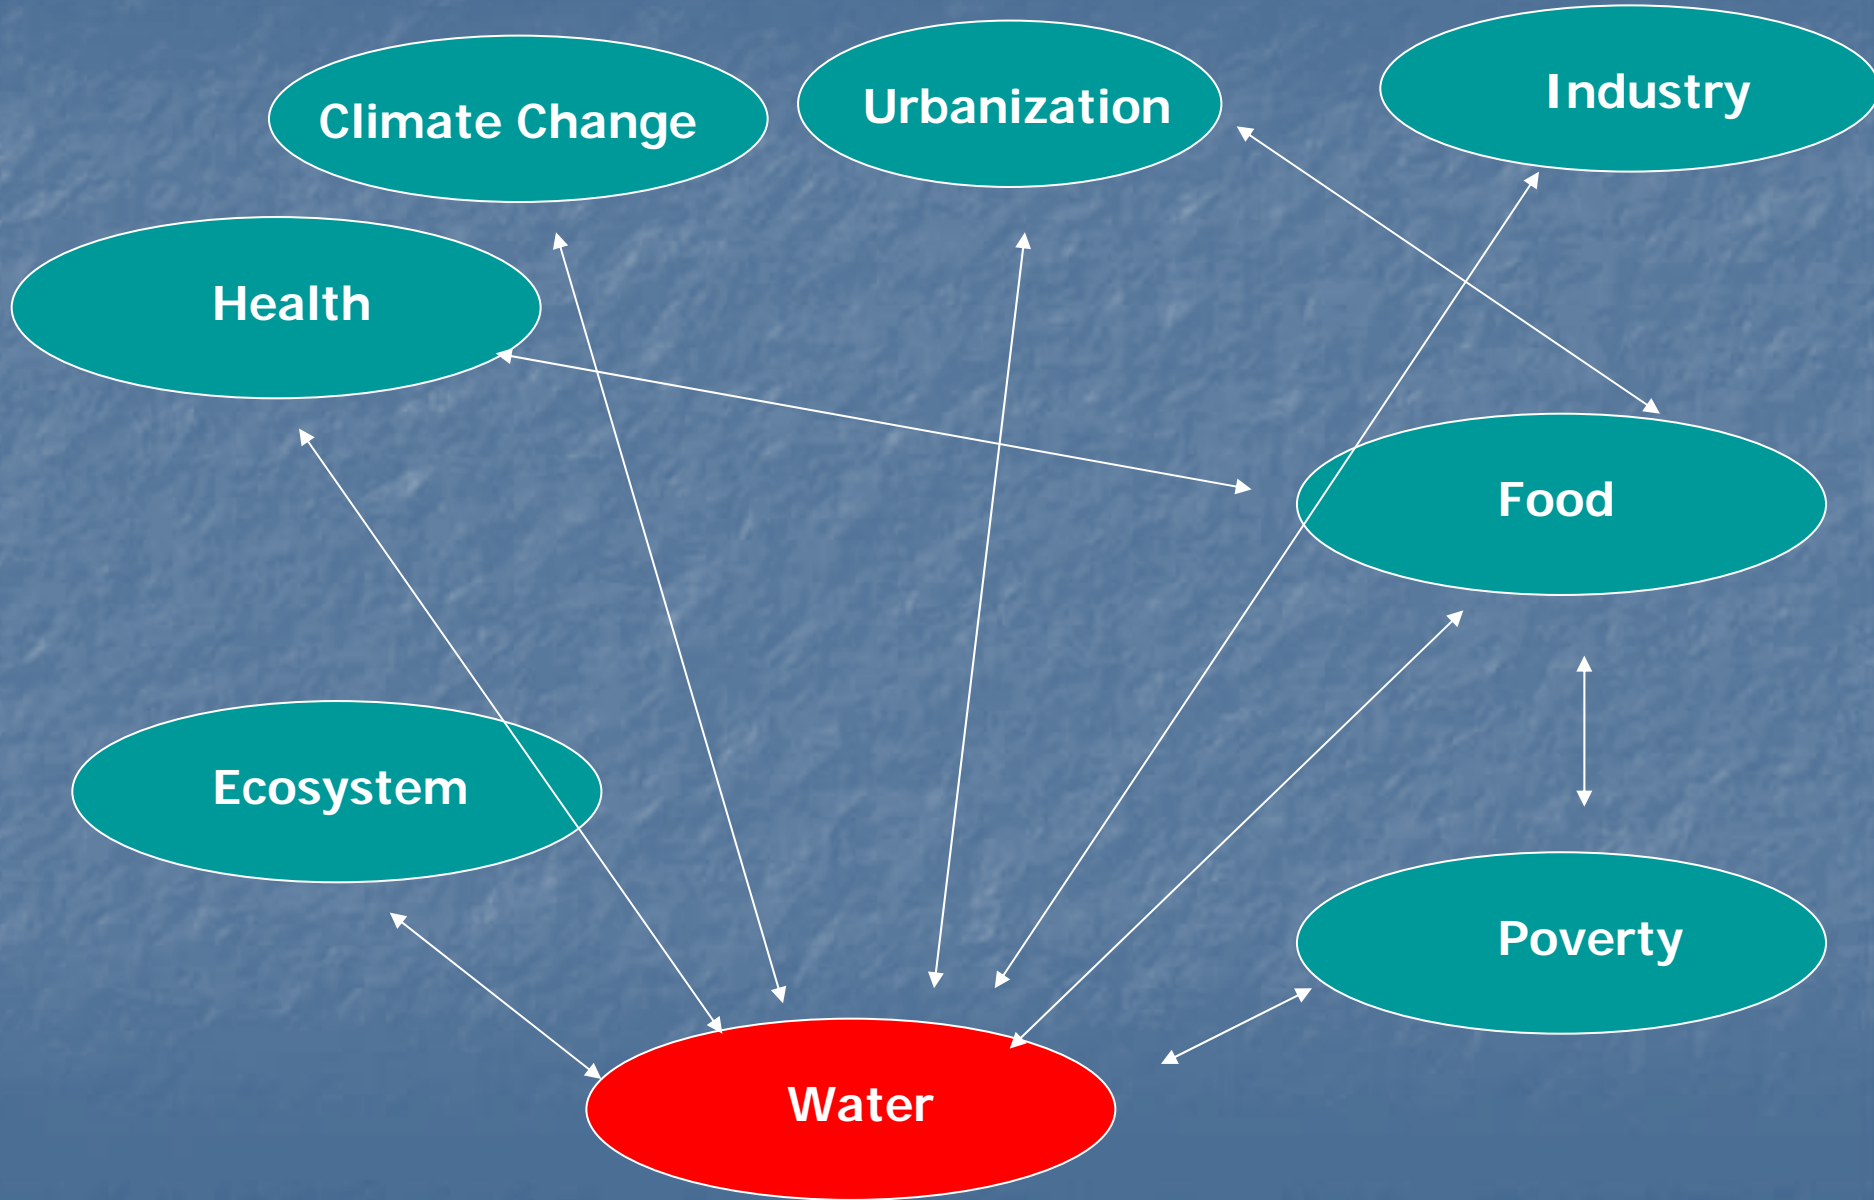 Climate Change
Urbanization
Industry
Health
Food
Ecosystem
Poverty
Water